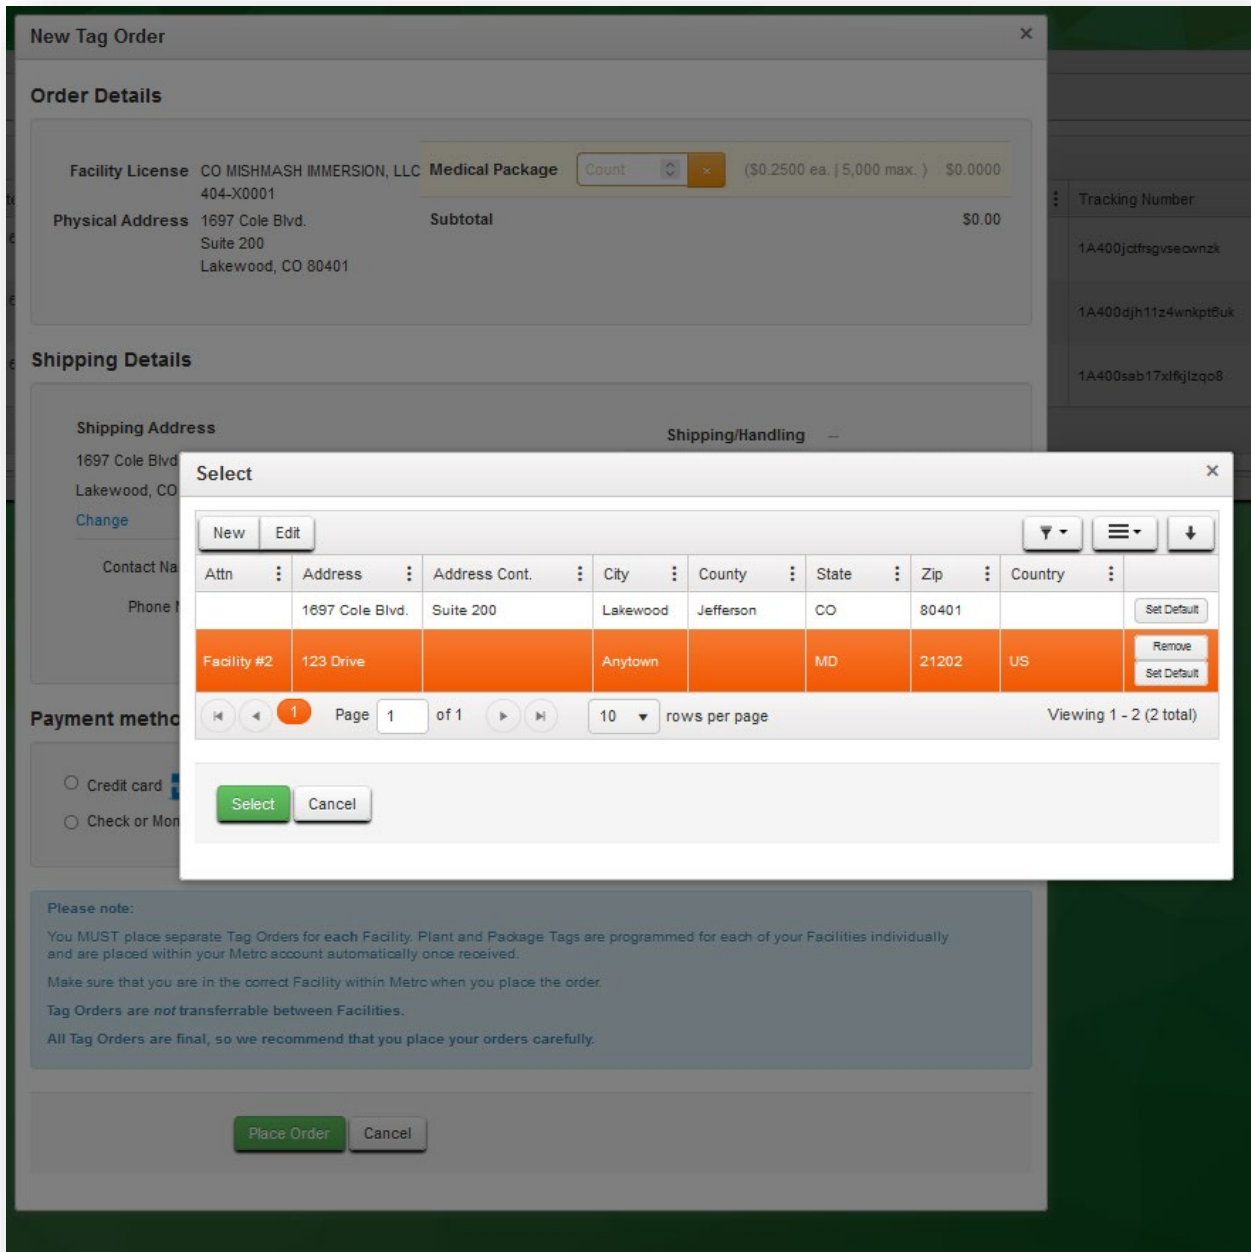 New Tag Order ×
Order Details
Facility License CO MISHMASH IMMERSION, LLC
404-X0001
Medical Package Count × ($0.2500 ea. | 5,000 max. ) $0.0000
Physical Address 1697 Cole Blvd.
Suite 200
Lakewood, CO 80401
Subtotal $0.00
Tracking Number
1A400jctfrsgvsecwnzk
1A400djh11z4wnkpt6uk
1A400sab17xlfkjlzqo8
Shipping Details
Shipping Address
Shipping/Handling --
1697 Cole Blvd
Lakewood, CO
Change
Contact Na
Phone
Select ×
New Edit
Attn Address Address Cont. City County State Zip Country
1697 Cole Blvd. Suite 200 Lakewood Jefferson CO 80401 Set Default
Facility #2 123 Drive Anytown MD 21202 US Remove
Set Default
1 Page 1 of 1 10 rows per page Viewing 1 - 2 (2 total)
Select Cancel
Payment metho
Credit card
Check or Mon
Please note:
You MUST place separate Tag Orders for each Facility. Plant and Package Tags are programmed for each of your Facilities individually
and are placed within your Metrc account automatically once received.
Make sure that you are in the correct Facility within Metrc when you place the order.
Tag Orders are not transferrable between Facilities.
All Tag Orders are final, so we recommend that you place your orders carefully.
Place Order Cancel